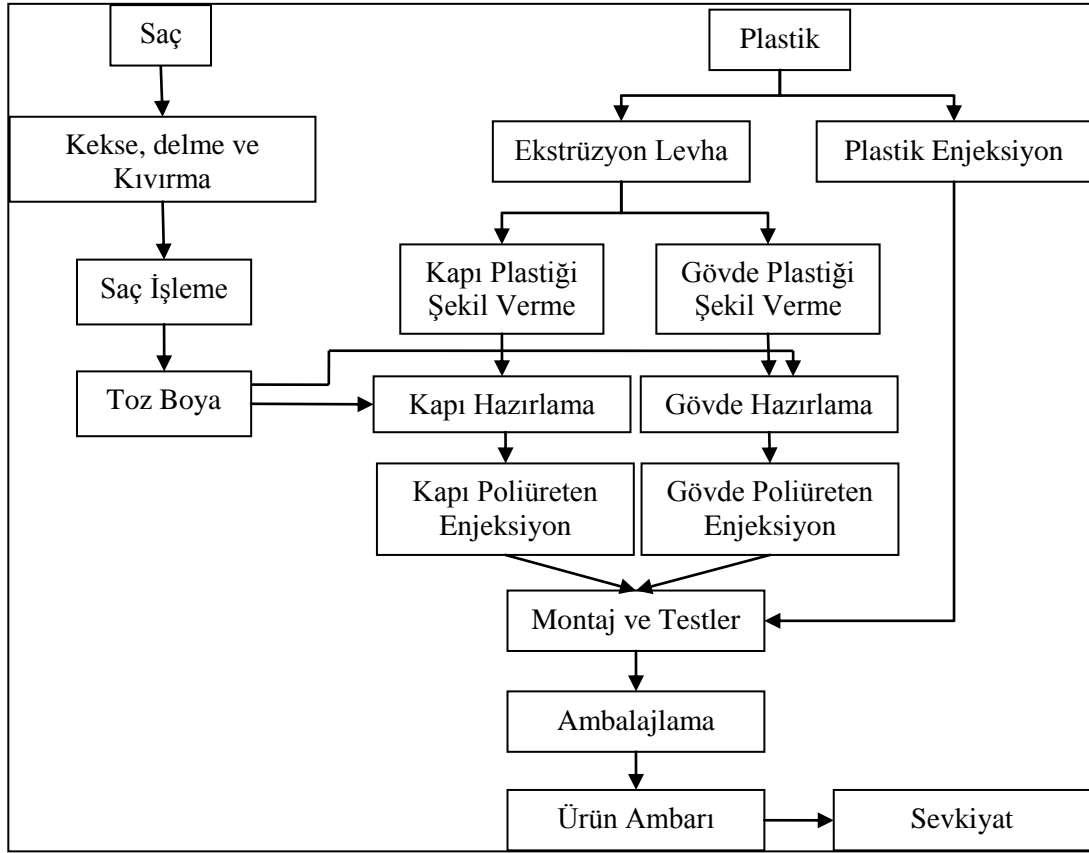 Saç
Plastik
Kekse, delme ve
Kıvırma
Ekstrüzyon Levha
Plastik Enjeksiyon
Saç İşleme
Kapı Plastiği
Şekil Verme
Gövde Plastiği
Şekil Verme
Toz Boya
Kapı Hazırlama
Gövde Hazırlama
Kapı Poliüreten
Enjeksiyon
Gövde Poliüreten
Enjeksiyon
Montaj ve Testler
Ambalajlama
Ürün Ambarı
Sevkiyat